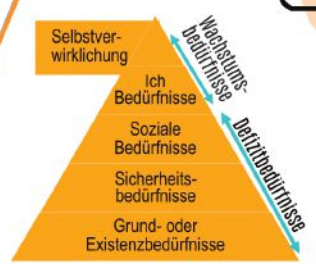 Selbstver-
wirklichung
Ich
Bedürfnisse
Soziale
Bedürfnisse
Sicherheits-
bedürfnisse
Grund- oder
Existenzbedürfnisse
Wachstums-
bedürfnisse
Defizitbedürfnisse